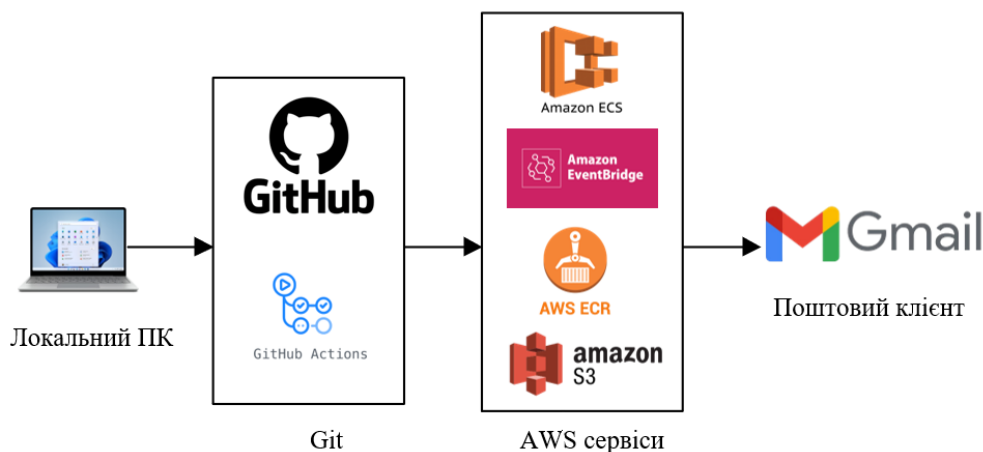 Локальний ПК
GitHub
GitHub Actions
Git
Amazon ECS
Amazon
EventBridge
AWS ECR
amazon
S3
AWS сервіси
Gmail
Поштовий клієнт